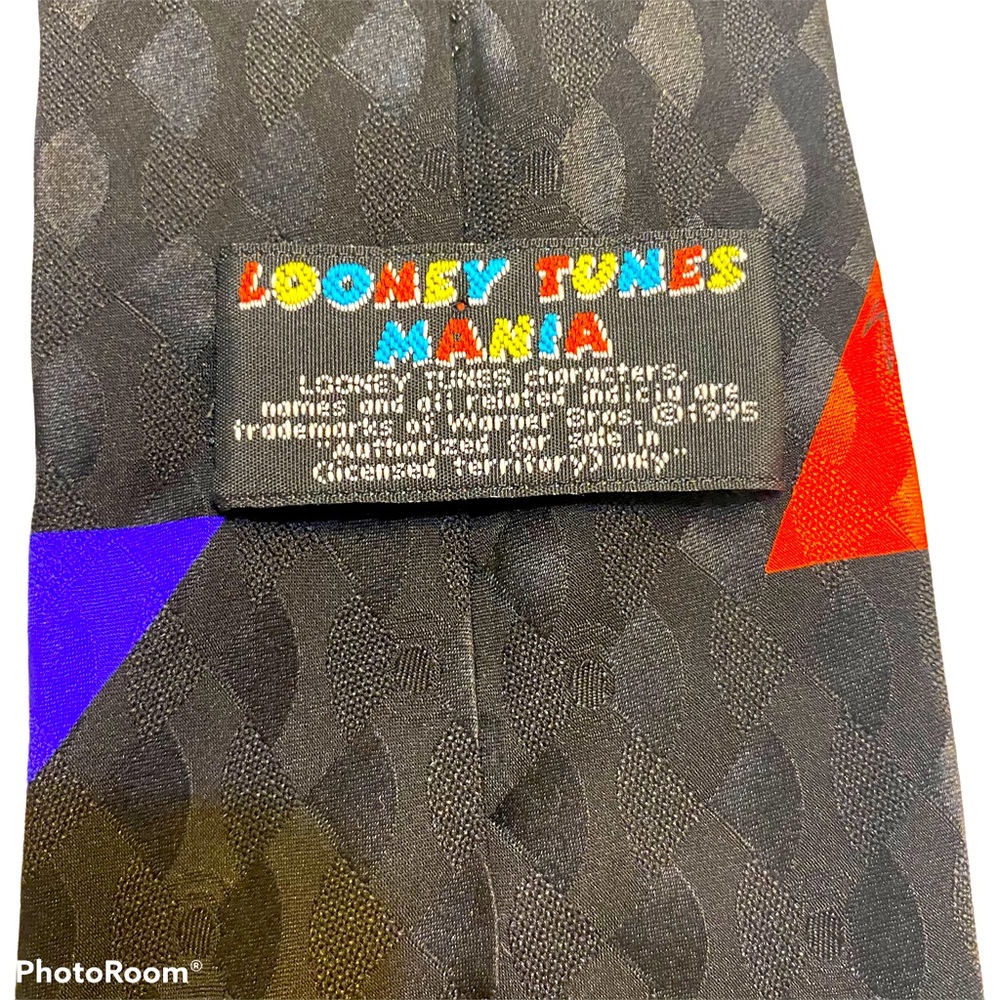 LOONEY TUNES
MANIA
LOONEY TUNES characters,
names and all related indicia are
trademarks of Warner Bros. ©1995
Authorized for sale in
(licensed territory) only"
PhotoRoom®